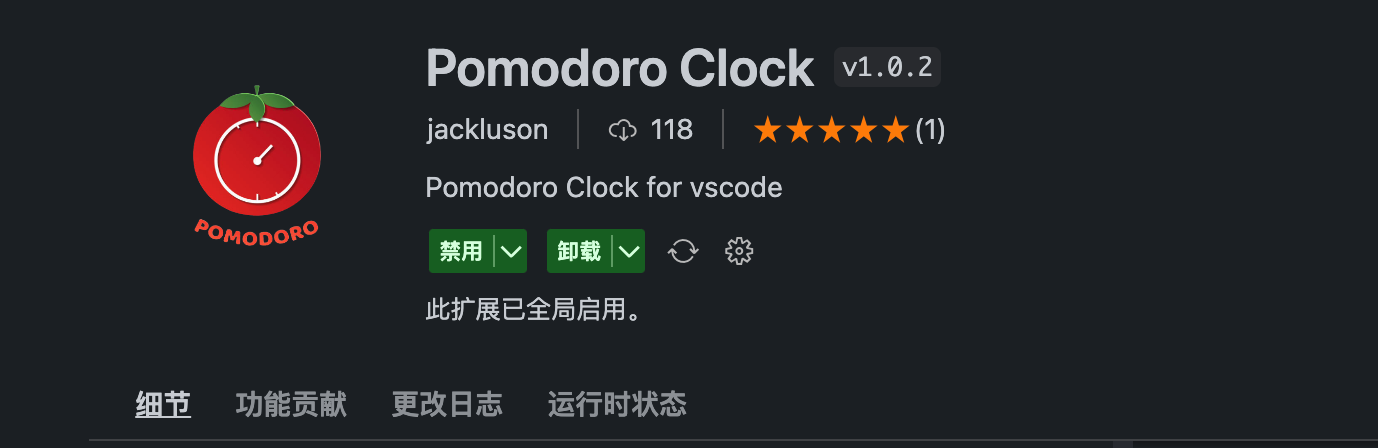 Pomodoro Clock v1.0.2
jackluson 118 (1)
Pomodoro Clock for vscode
POMODORO
禁用 卸载
此扩展已全局启用。
细节 功能贡献 更改日志 运行时状态